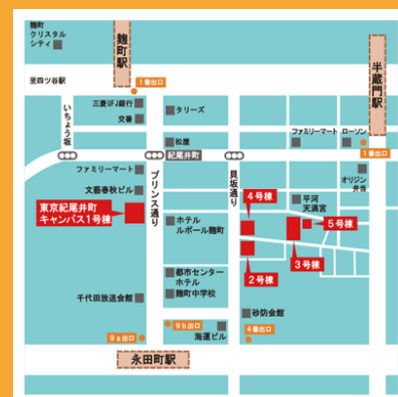 麹町
クリスタル
シティ
麹町駅
至四ツ谷駅
1番出口
半蔵門駅
三菱UFJ銀行
交番
タリーズ
いちょう坂
松屋
ファミリーマート
ローソン
1番出口
紀尾井町
ファミリーマート
プリンス通り
貝坂通り
オリジン
弁当
文藝春秋ビル
4号棟
平河
天満宮
東京紀尾井町
キャンパス1号棟
ホテル
ルポール麹町
5号棟
3号棟
2号棟
都市センター
ホテル
麹町中学校
千代田放送会館
砂防会館
9b出口
海運ビル
4番出口
9a出口
永田町駅